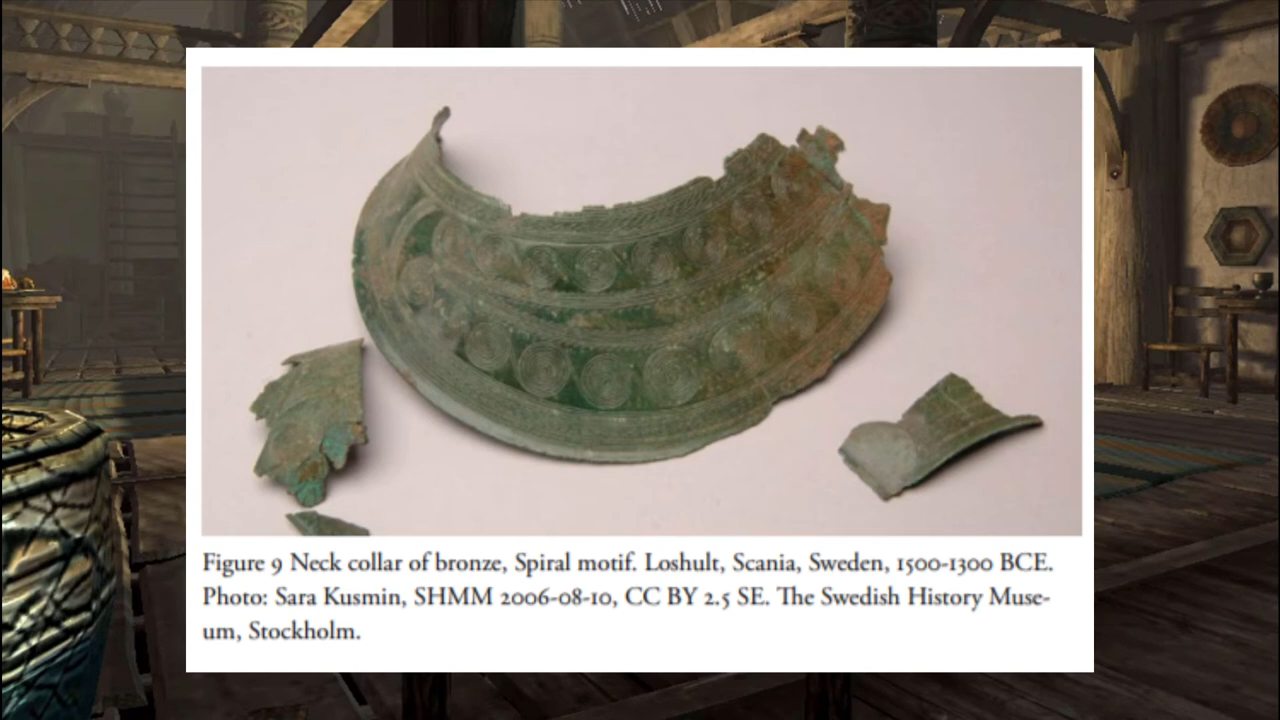 Figure 9 Neck collar of bronze, Spiral motif. Loshult, Scania, Sweden, 1500-1300 BCE.
Photo: Sara Kusmin, SHMM 2006-08-10, CC BY 2.5 SE. The Swedish History Muse-
um, Stockholm.